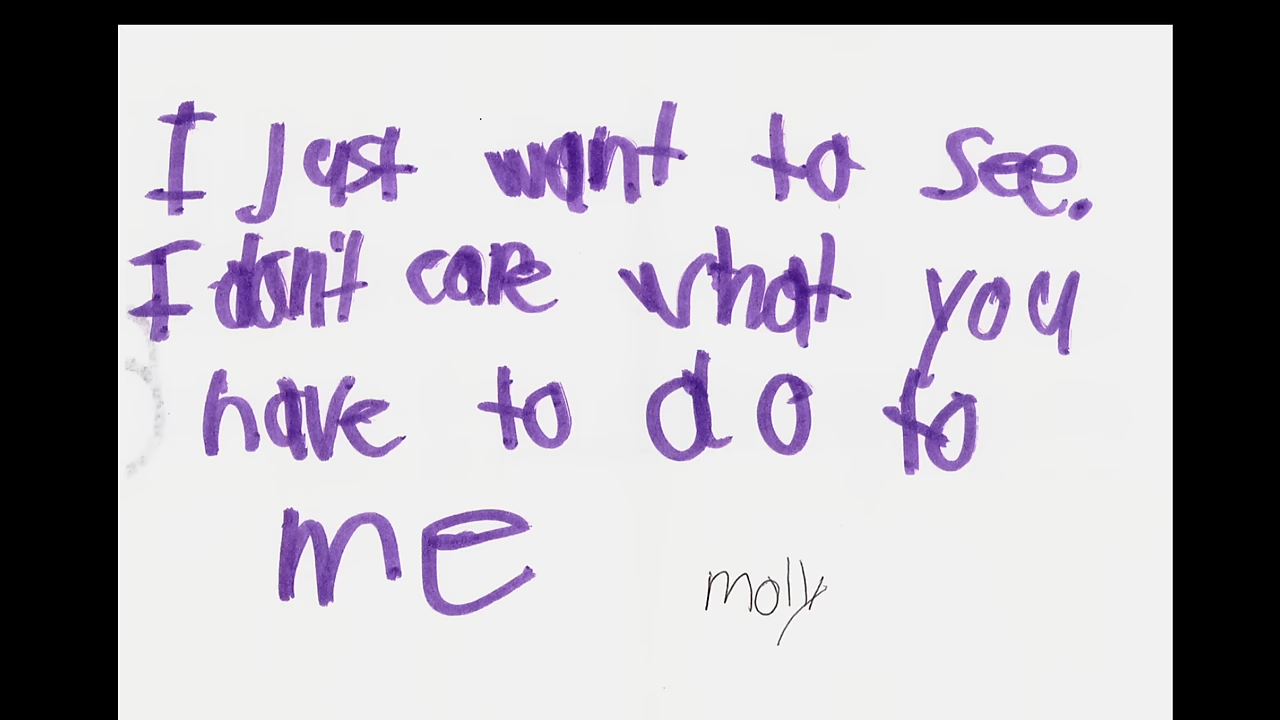 I just want to see.
I don't care what you
have to do to
me
molly